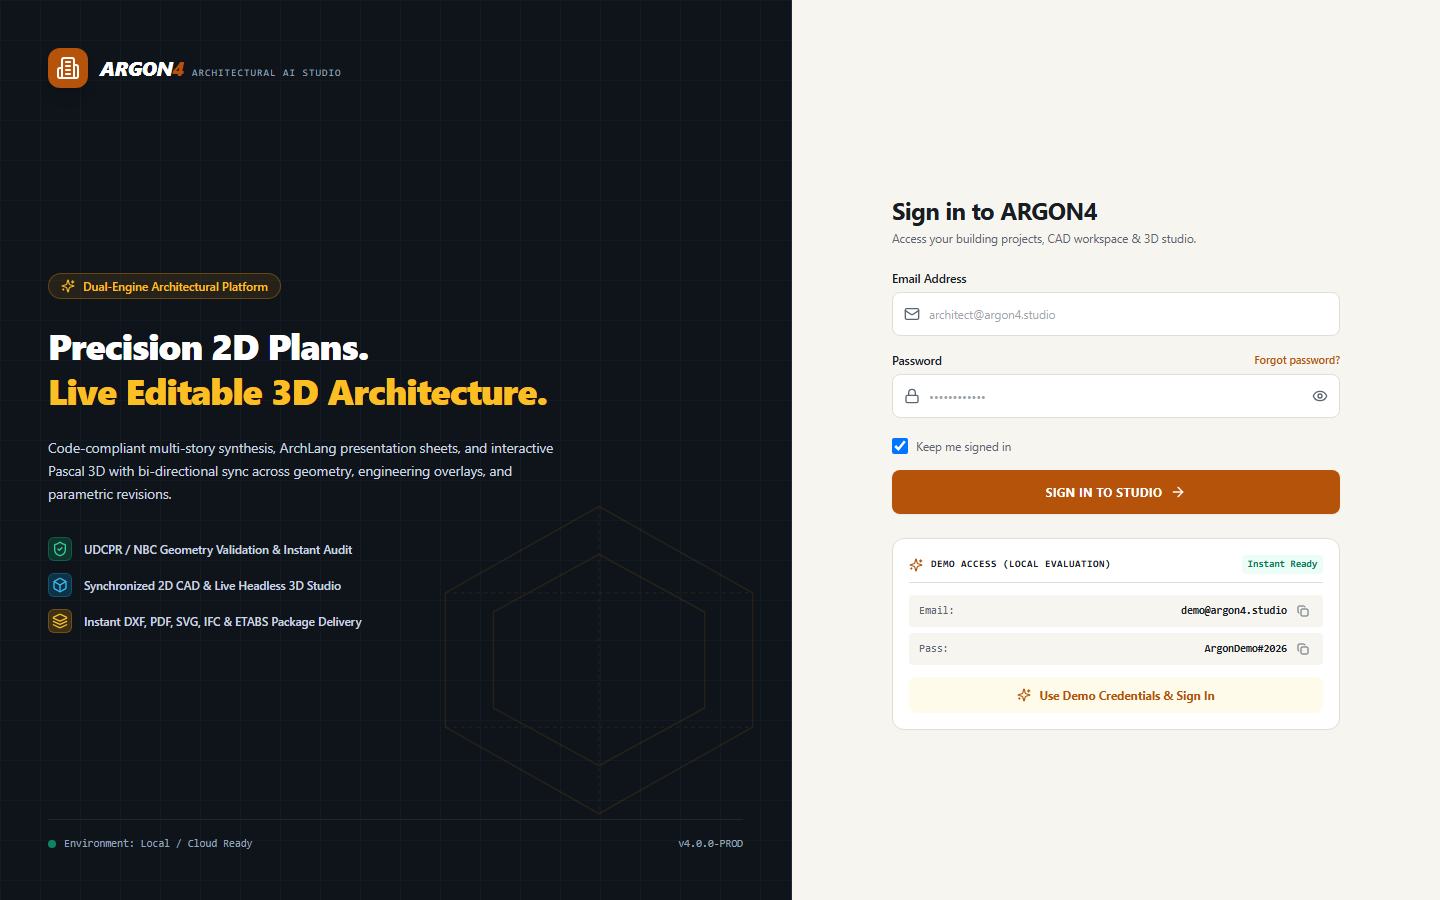 ARGON4 ARCHITECTURAL AI STUDIO
Dual-Engine Architectural Platform
Precision 2D Plans.
Live Editable 3D Architecture.
Code-compliant multi-story synthesis, ArchLang presentation sheets, and interactive
Pascal 3D with bi-directional sync across geometry, engineering overlays, and
parametric revisions.
UDCPR / NBC Geometry Validation & Instant Audit
Synchronized 2D CAD & Live Headless 3D Studio
Instant DXF, PDF, SVG, IFC & ETABS Package Delivery
Environment: Local / Cloud Ready
v4.0.0-PROD
Sign in to ARGON4
Access your building projects, CAD workspace & 3D studio.
Email Address
architect@argon4.studio
Password
Forgot password?
••••••••••••
Keep me signed in
SIGN IN TO STUDIO
DEMO ACCESS (LOCAL EVALUATION)
Instant Ready
Email: demo@argon4.studio
Pass: ArgonDemo#2026
Use Demo Credentials & Sign In